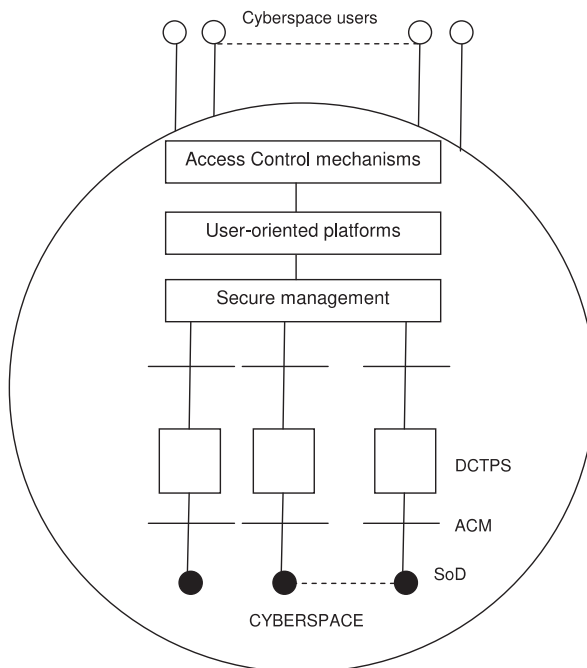 Cyberspace users
Access Control mechanisms
User-oriented platforms
Secure management
DCTPS
ACM
SoD
CYBERSPACE